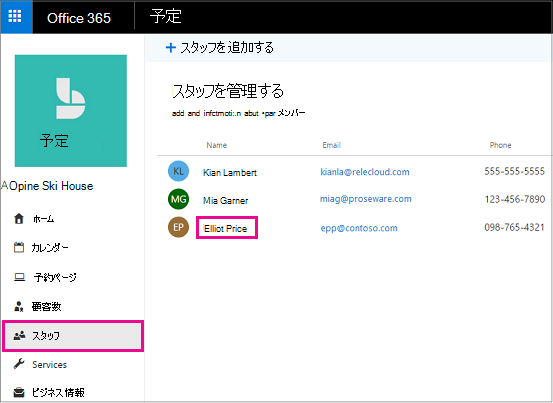 Office 365
予定
+ スタッフを追加する
予定
AOpine Ski House
ホーム
カレンダー
予約ページ
顧客数
スタッフ
Services
ビジネス情報
スタッフを管理する
add and infctmoti:.n abut *par メンバー
Name Email Phone
KL Kian Lambert kianla@relecloud.com 555-555-5555
MG Mia Garner miag@proseware.com 123-456-7890
EP Elliot Price epp@contoso.com 098-765-4321